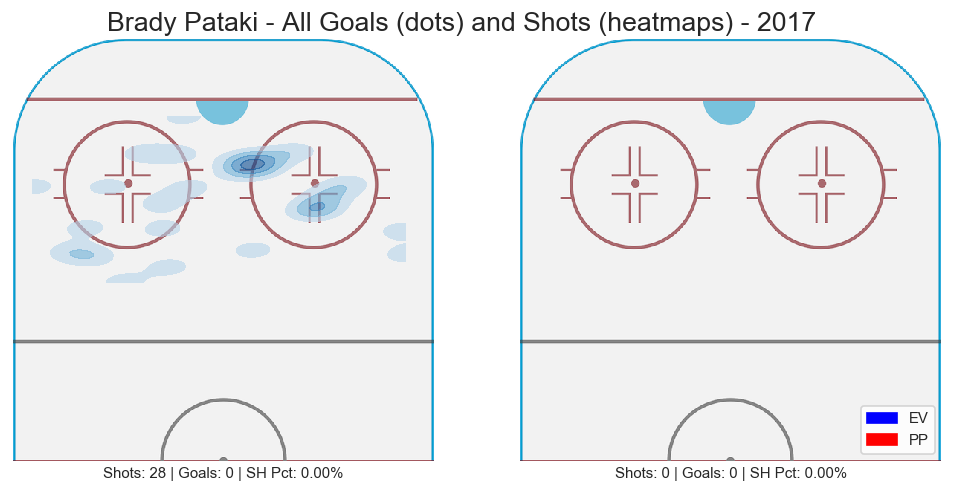 Brady Pataki - All Goals (dots) and Shots (heatmaps) - 2017
EV
PP
Shots: 28 | Goals: 0 | SH Pct: 0.00%
Shots: 0 | Goals: 0 | SH Pct: 0.00%